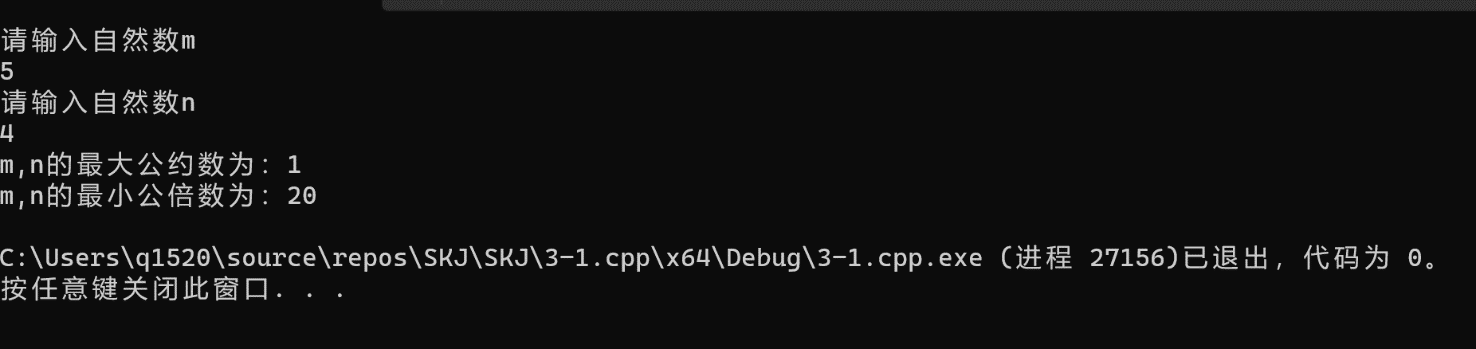 请输入自然数m
5
请输入自然数n
4
m,n的最大公约数为：1
m,n的最小公倍数为：20
C:\Users\q1520\source\repos\SKJ\SKJ\3-1.cpp\x64\Debug\3-1.cpp.exe (进程 27156)已退出，代码为 0。
按任意键关闭此窗口. . .